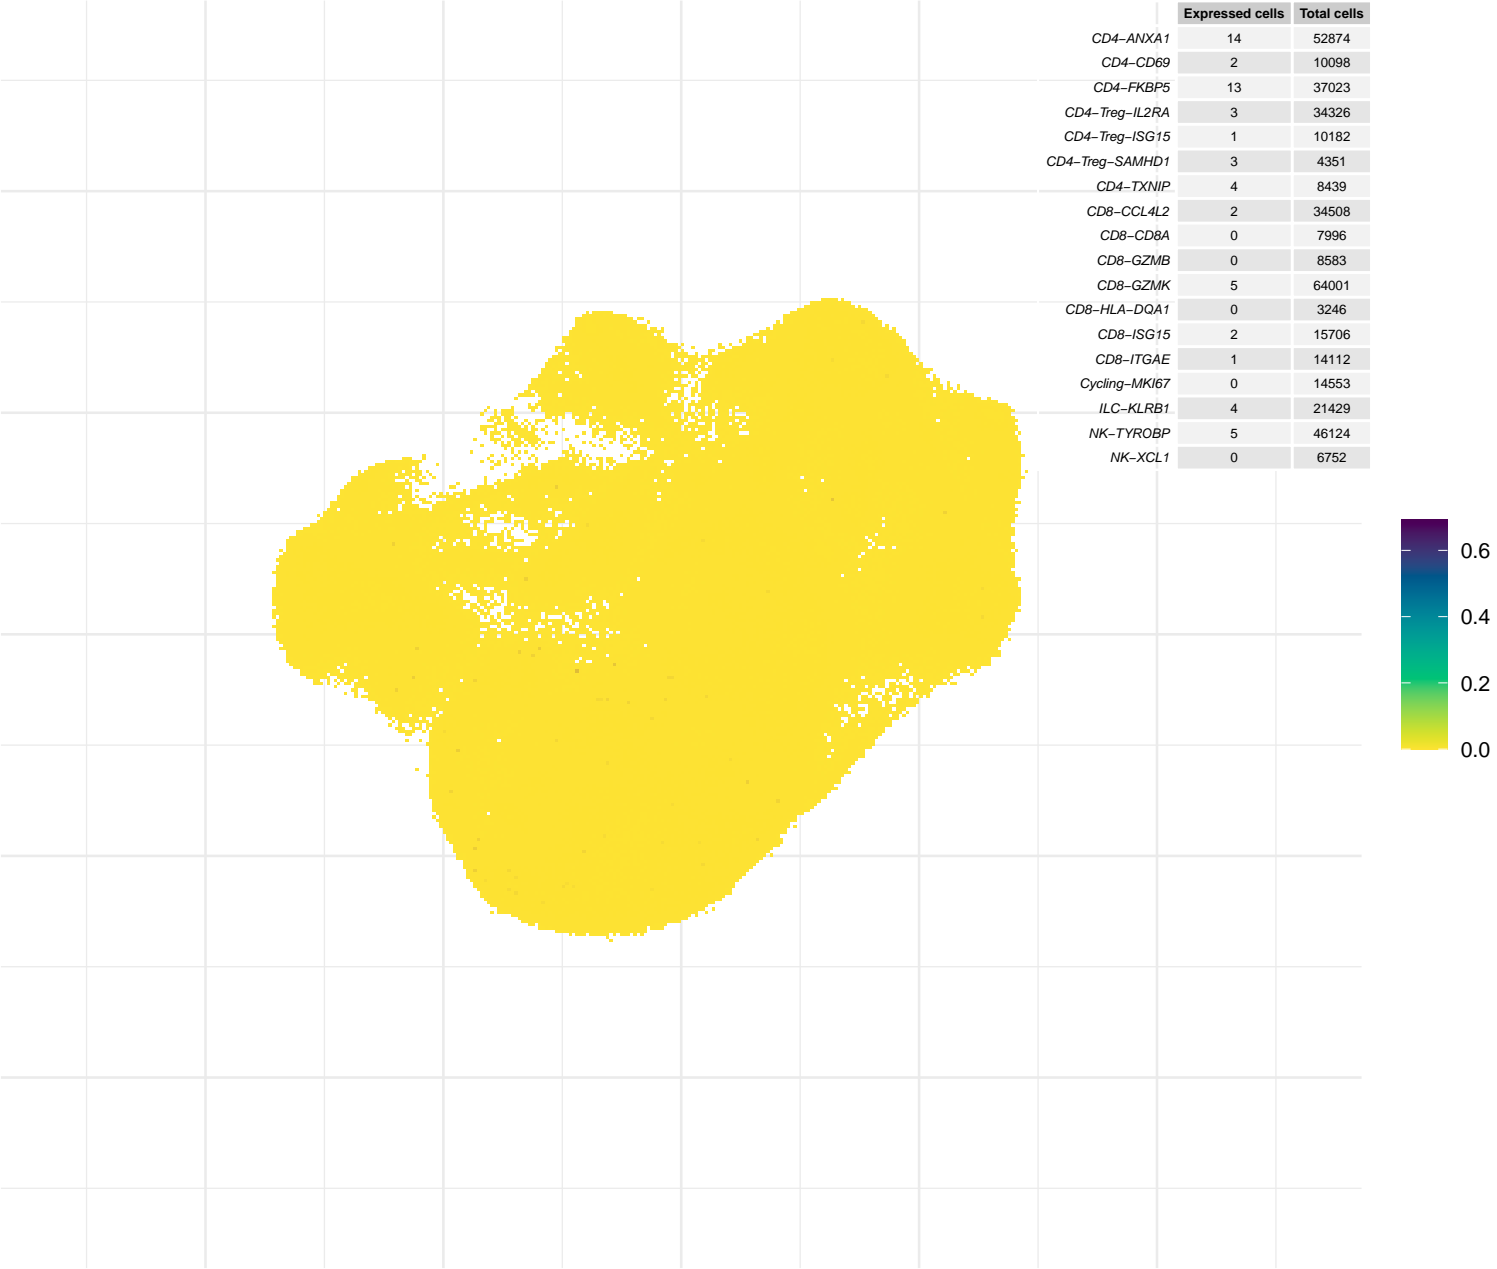 Expressed cells Total cells
CD4−ANXA1 14 52874
CD4−CD69 2 10098
CD4−FKBP5 13 37023
CD4−Treg−IL2RA 3 34326
CD4−Treg−ISG15 1 10182
CD4−Treg−SAMHD1 3 4351
CD4−TXNIP 4 8439
CD8−CCL4L2 2 34508
CD8−CD8A 0 7996
CD8−GZMB 0 8583
CD8−GZMK 5 64001
CD8−HLA−DQA1 0 3246
CD8−ISG15 2 15706
CD8−ITGAE 1 14112
Cycling−MKI67 0 14553
ILC−KLRB1 4 21429
NK−TYROBP 5 46124
NK−XCL1 0 6752
0.6
0.4
0.2
0.0